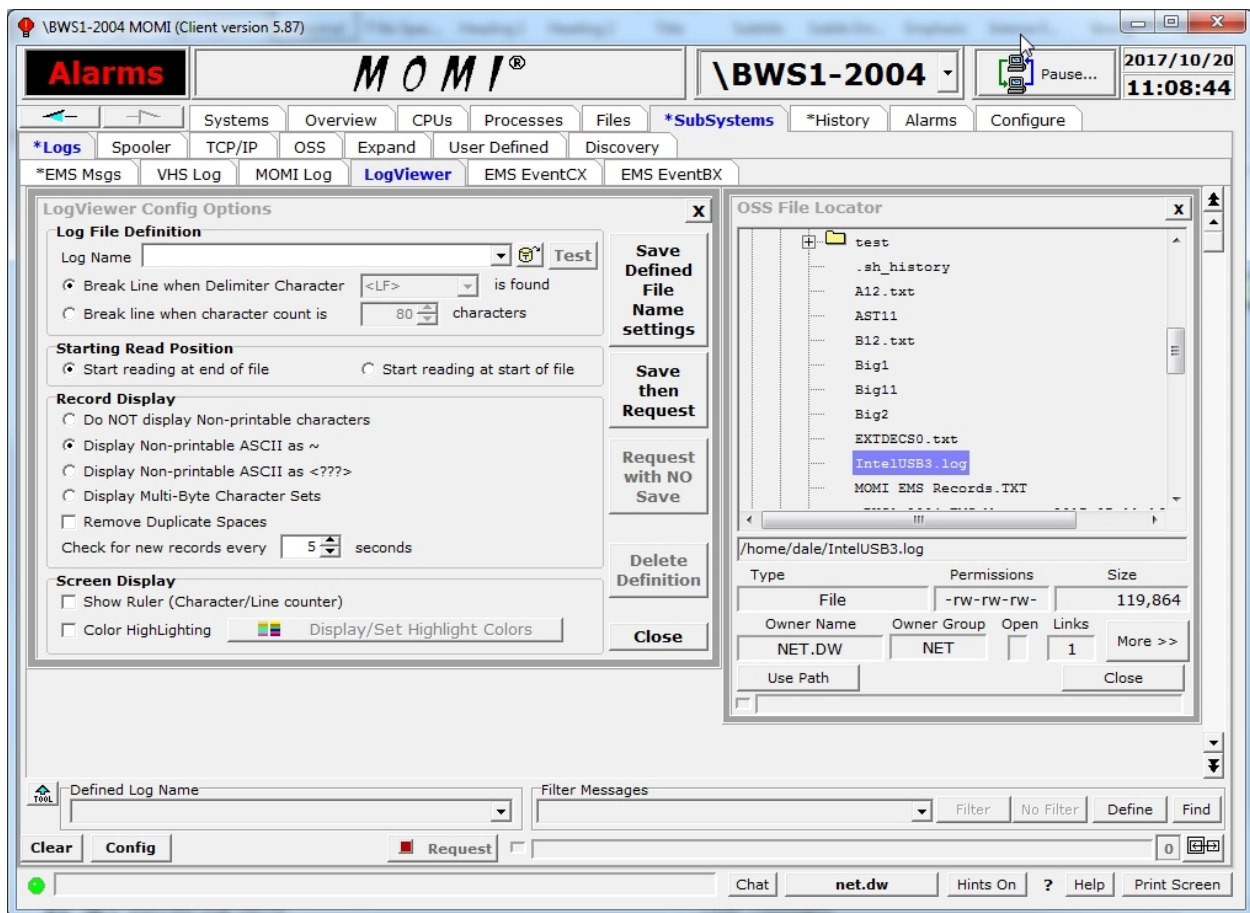 \BWS1-2004 MOMI (Client version 5.87)
Alarms
MOMI®
\BWS1-2004
Pause...
2017/10/20
11:08:44
Systems Overview CPUs Processes Files *SubSystems *History Alarms Configure
*Logs Spooler TCP/IP OSS Expand User Defined Discovery
*EMS Msgs VHS Log MOMI Log LogViewer EMS EventCX EMS EventBX
LogViewer Config Options X
Log File Definition
Log Name Test
Break Line when Delimiter Character <LF> is found
Break line when character count is 80 characters
Starting Read Position
Start reading at end of file Start reading at start of file
Record Display
Do NOT display Non-printable characters
Display Non-printable ASCII as ~
Display Non-printable ASCII as <???>
Display Multi-Byte Character Sets
Remove Duplicate Spaces
Check for new records every 5 seconds
Screen Display
Show Ruler (Character/Line counter)
Color HighLighting Display/Set Highlight Colors
Save
Defined
File
Name
settings
Save
then
Request
Request
with NO
Save
Delete
Definition
Close
OSS File Locator X
test
.sh_history
A12.txt
AST11
B12.txt
Big1
Big11
Big2
EXTDECS0.txt
IntelUSB3.log
MOMI EMS Records.TXT
/home/dale/IntelUSB3.log
Type Permissions Size
File -rw-rw-rw- 119,864
Owner Name Owner Group Open Links
NET.DW NET 1 More >>
Use Path Close
TOOL
Defined Log Name Filter Messages
Filter No Filter Define Find
Clear Config Request 0
Chat net.dw Hints On ? Help Print Screen